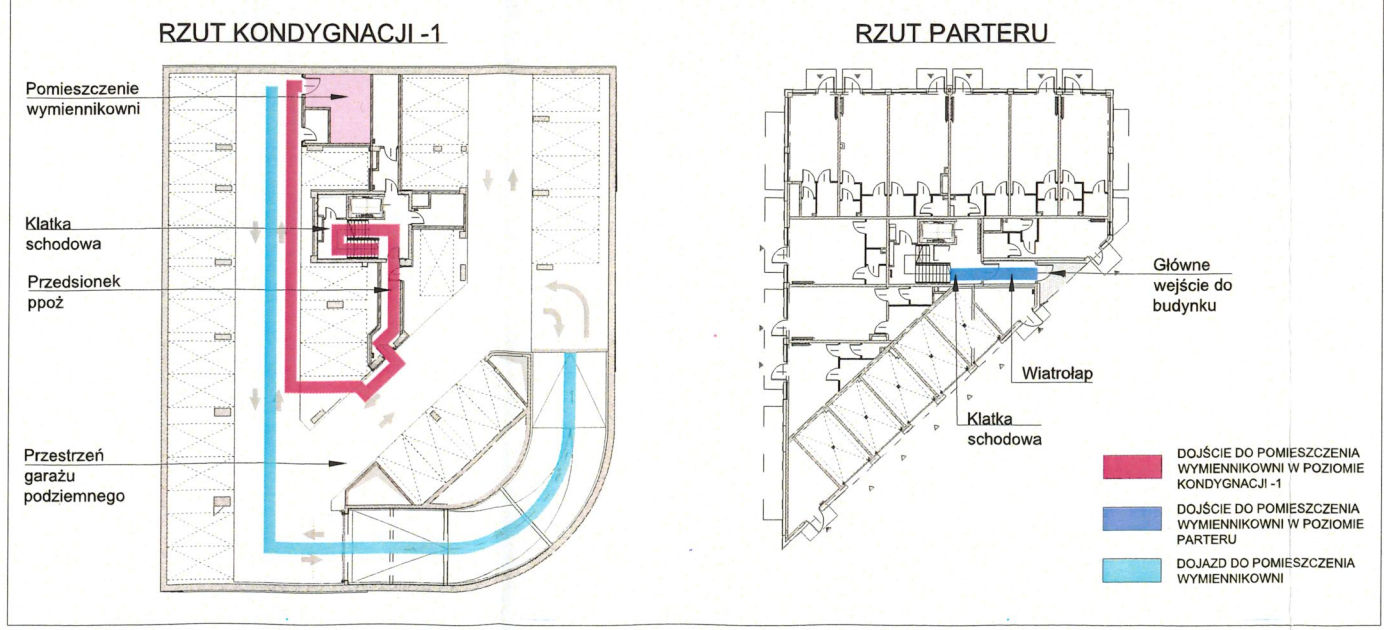 RZUT KONDYGNACJI -1
Pomieszczenie
wymiennikowni
Klatka
schodowa
Przedsionek
ppoż
Przestrzeń
garażu
podziemnego
RZUT PARTERU
Główne
wejście do
budynku
Wiatrołap
Klatka
schodowa
DOJŚCIE DO POMIESZCZENIA
WYMIENNIKOWNI W POZIOMIE
KONDYGNACJI -1
DOJŚCIE DO POMIESZCZENIA
WYMIENNIKOWNI W POZIOMIE
PARTERU
DOJAZD DO POMIESZCZENIA
WYMIENNIKOWNI